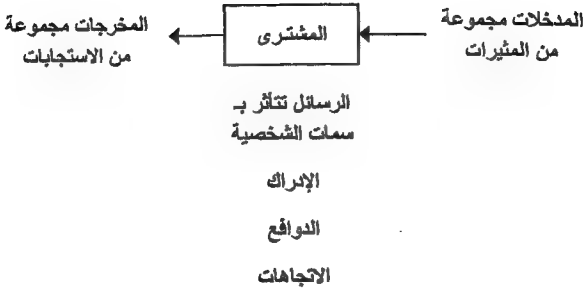 المدخلات مجموعة
من المثيرات
المشترى
المخرجات مجموعة
من الاستجابات
الرسائل تتأثر بـ
سمات الشخصية
الإدراك
الدوافع
الاتجاهات